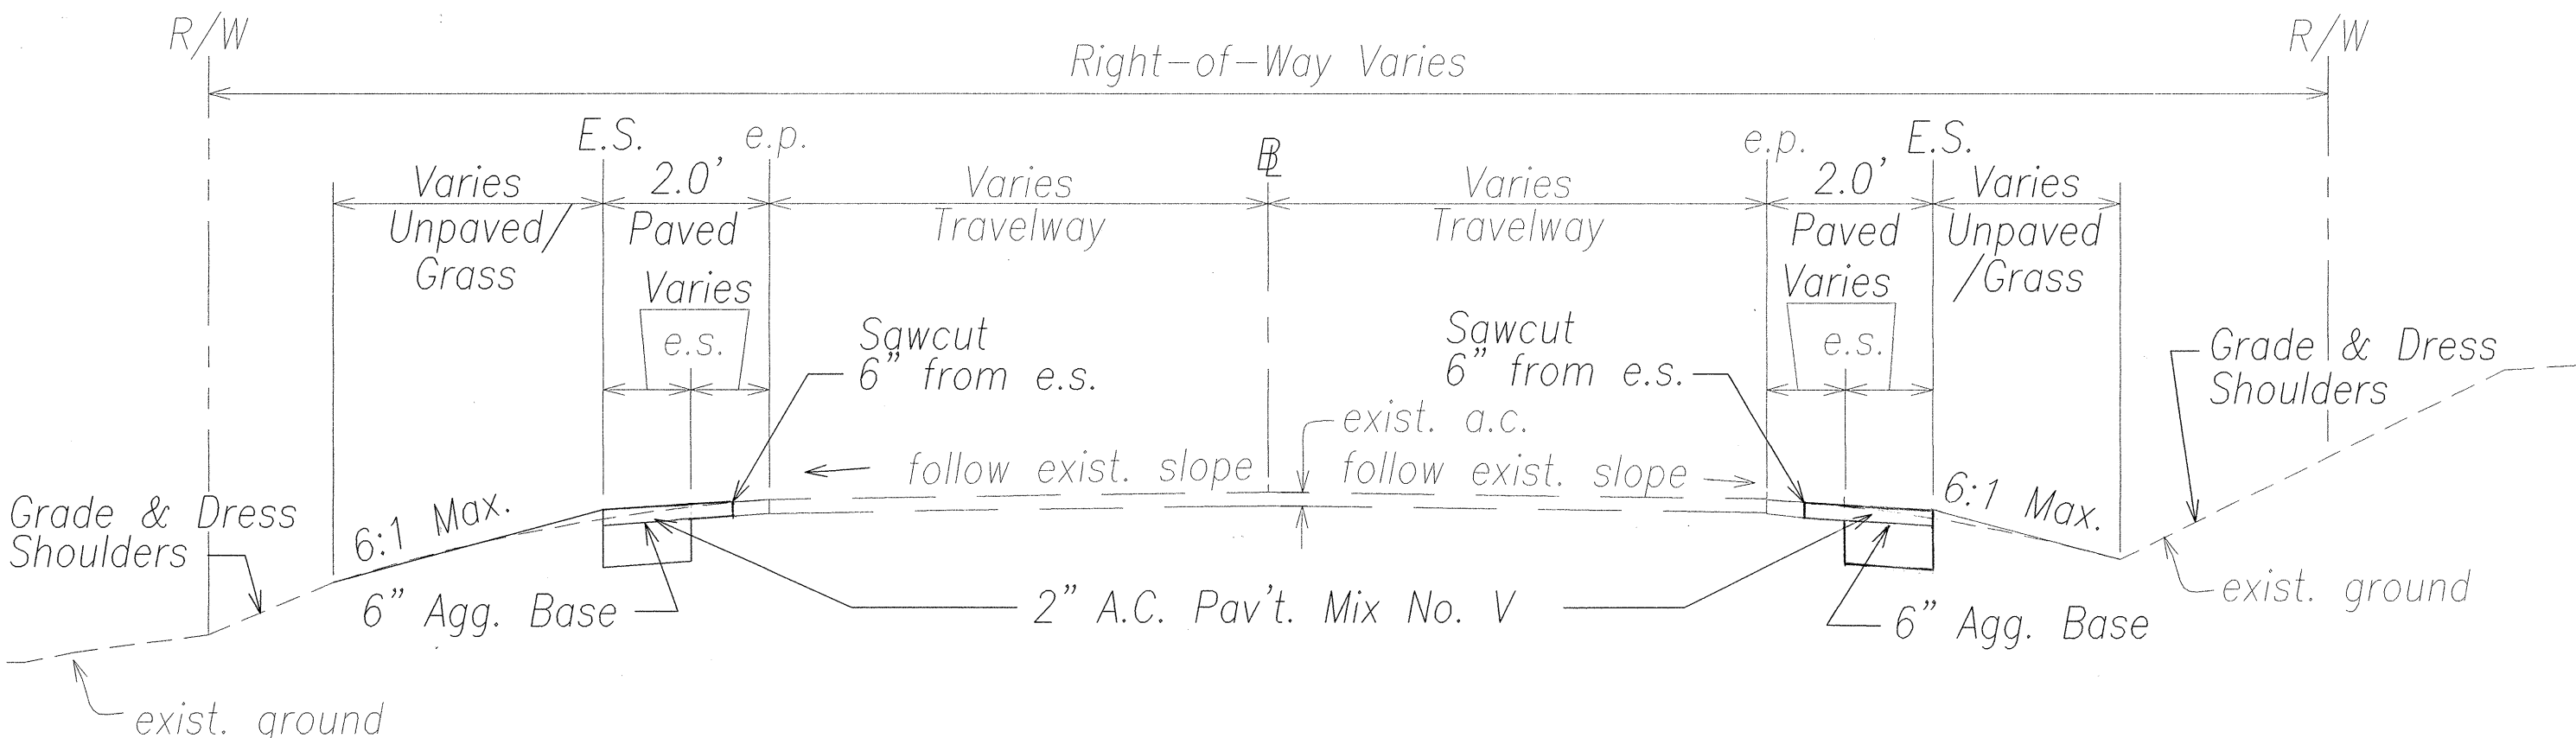 R/W
R/W
Right-of-Way Varies
E.S.
e.p.
BL
e.p.
E.S.
Varies
2.0'
Varies
Varies
2.0'
Varies
Unpaved/
Grass
Paved
Travelway
Travelway
Paved
Unpaved
/Grass
Varies
Varies
e.s.
e.s.
Sawcut
6" from e.s.
Sawcut
6" from e.s.
Grade & Dress
Shoulders
exist. a.c.
follow exist. slope
follow exist. slope
Grade & Dress
Shoulders
6:1 Max.
6:1 Max.
6" Agg. Base
2" A.C. Pav't. Mix No. V
6" Agg. Base
exist. ground
exist. ground